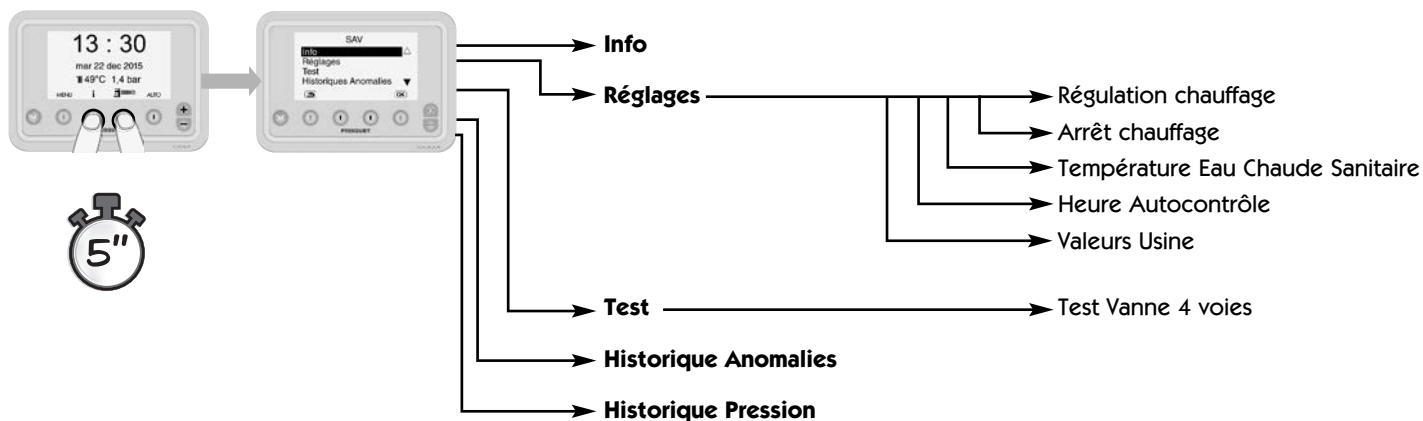 13 : 30
mar 22 dec 2015
49°C 1,4 bar
MENU i AUTO
+
-
5"
SAV
Info
Réglages
Test
Historiques Anomalies
OK
FRISQUET
Info
Réglages
Régulation chauffage
Arrêt chauffage
Température Eau Chaude Sanitaire
Heure Autocontrôle
Valeurs Usine
Test
Test Vanne 4 voies
Historique Anomalies
Historique Pression